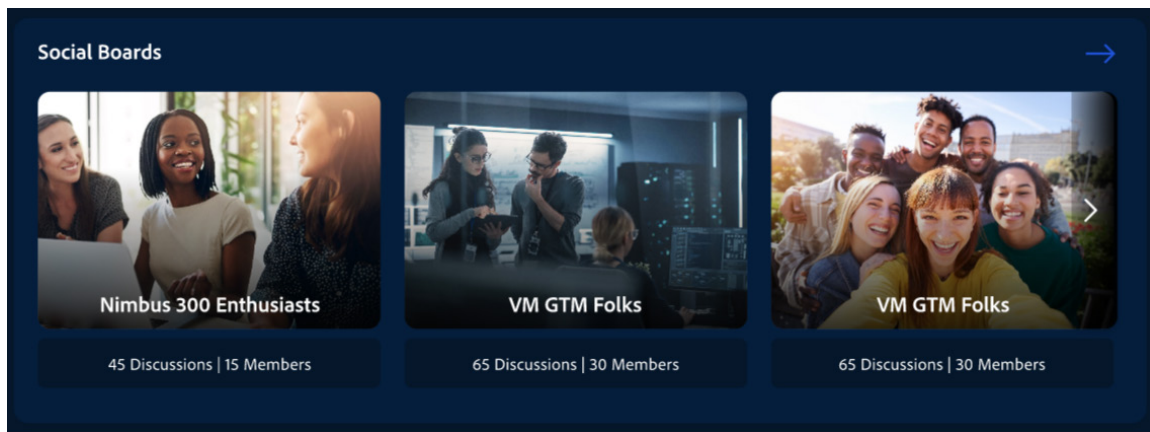 Social Boards
Nimbus 300 Enthusiasts
VM GTM Folks
VM GTM Folks
45 Discussions | 15 Members
65 Discussions | 30 Members
65 Discussions | 30 Members